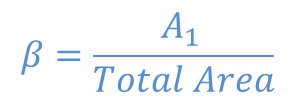 β = A₁ / Total Area